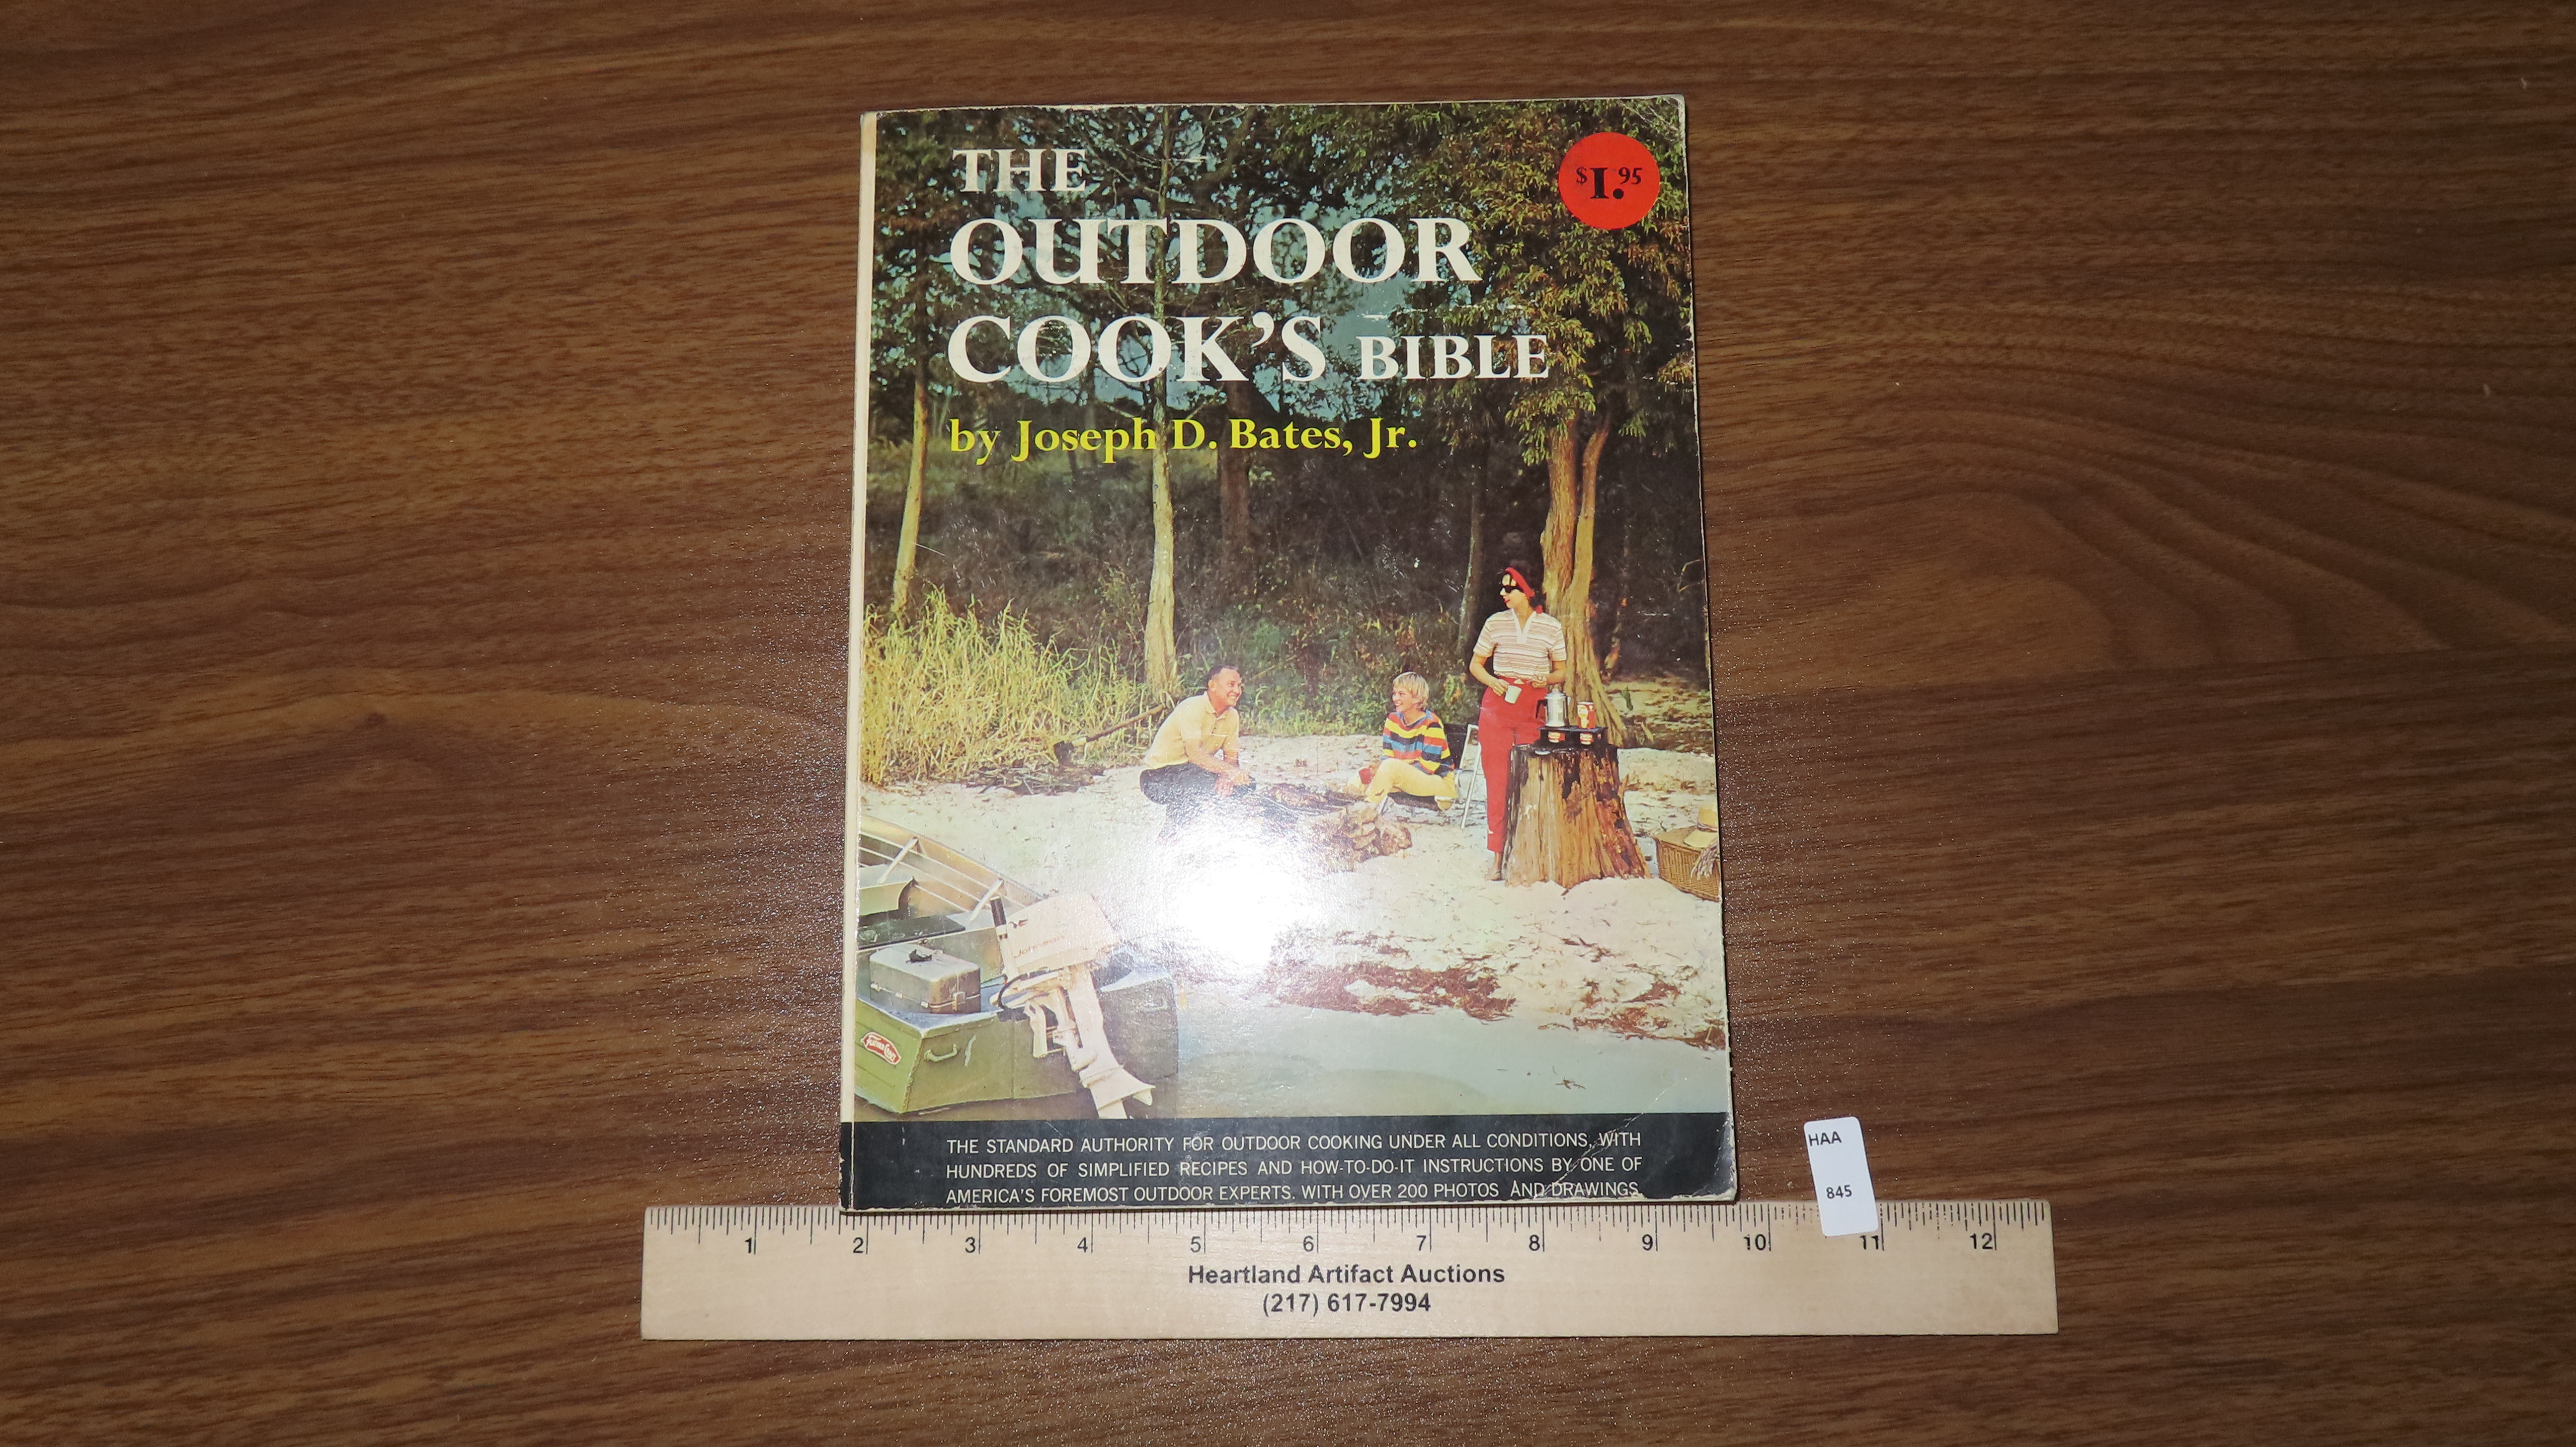 THE
$1.95
OUTDOOR
COOK'S BIBLE
by Joseph D. Bates, Jr.
Johnson
FEATHER CRAFT
THE STANDARD AUTHORITY FOR OUTDOOR COOKING UNDER ALL CONDITIONS, WITH
HUNDREDS OF SIMPLIFIED RECIPES AND HOW-TO-DO-IT INSTRUCTIONS BY ONE OF
AMERICA'S FOREMOST OUTDOOR EXPERTS. WITH OVER 200 PHOTOS AND DRAWINGS.
HAA
845
1 2 3 4 5 6 7 8 9 10 11 12
Heartland Artifact Auctions
(217) 617-7994